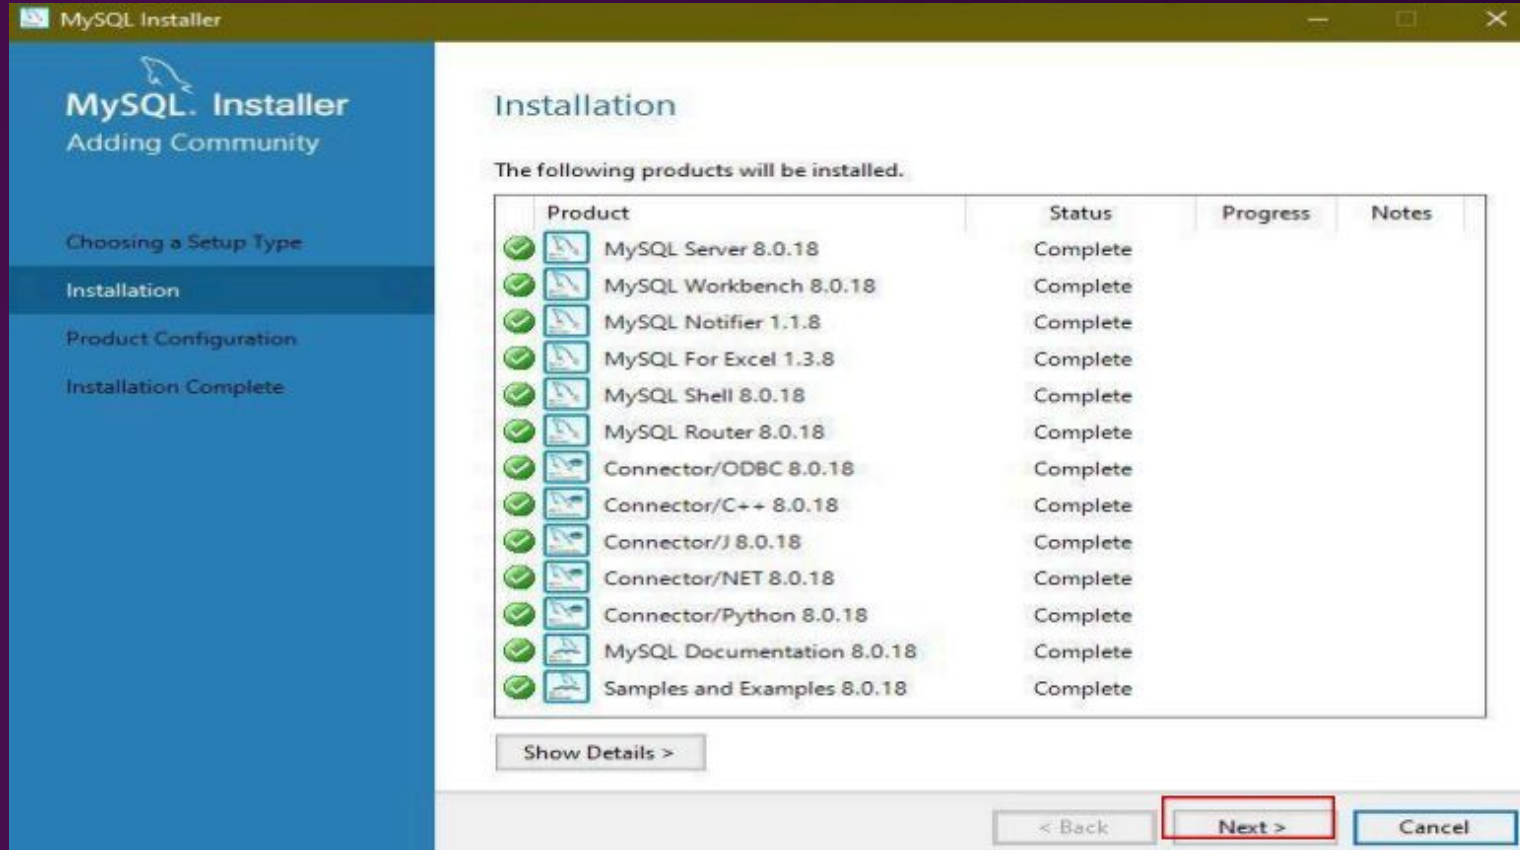 MySQL Installer
MySQL. Installer
Adding Community
Choosing a Setup Type
Installation
Product Configuration
Installation Complete
Installation
The following products will be installed.
Product Status Progress Notes
MySQL Server 8.0.18 Complete
MySQL Workbench 8.0.18 Complete
MySQL Notifier 1.1.8 Complete
MySQL For Excel 1.3.8 Complete
MySQL Shell 8.0.18 Complete
MySQL Router 8.0.18 Complete
Connector/ODBC 8.0.18 Complete
Connector/C++ 8.0.18 Complete
Connector/J 8.0.18 Complete
Connector/NET 8.0.18 Complete
Connector/Python 8.0.18 Complete
MySQL Documentation 8.0.18 Complete
Samples and Examples 8.0.18 Complete
Show Details >
< Back Next > Cancel